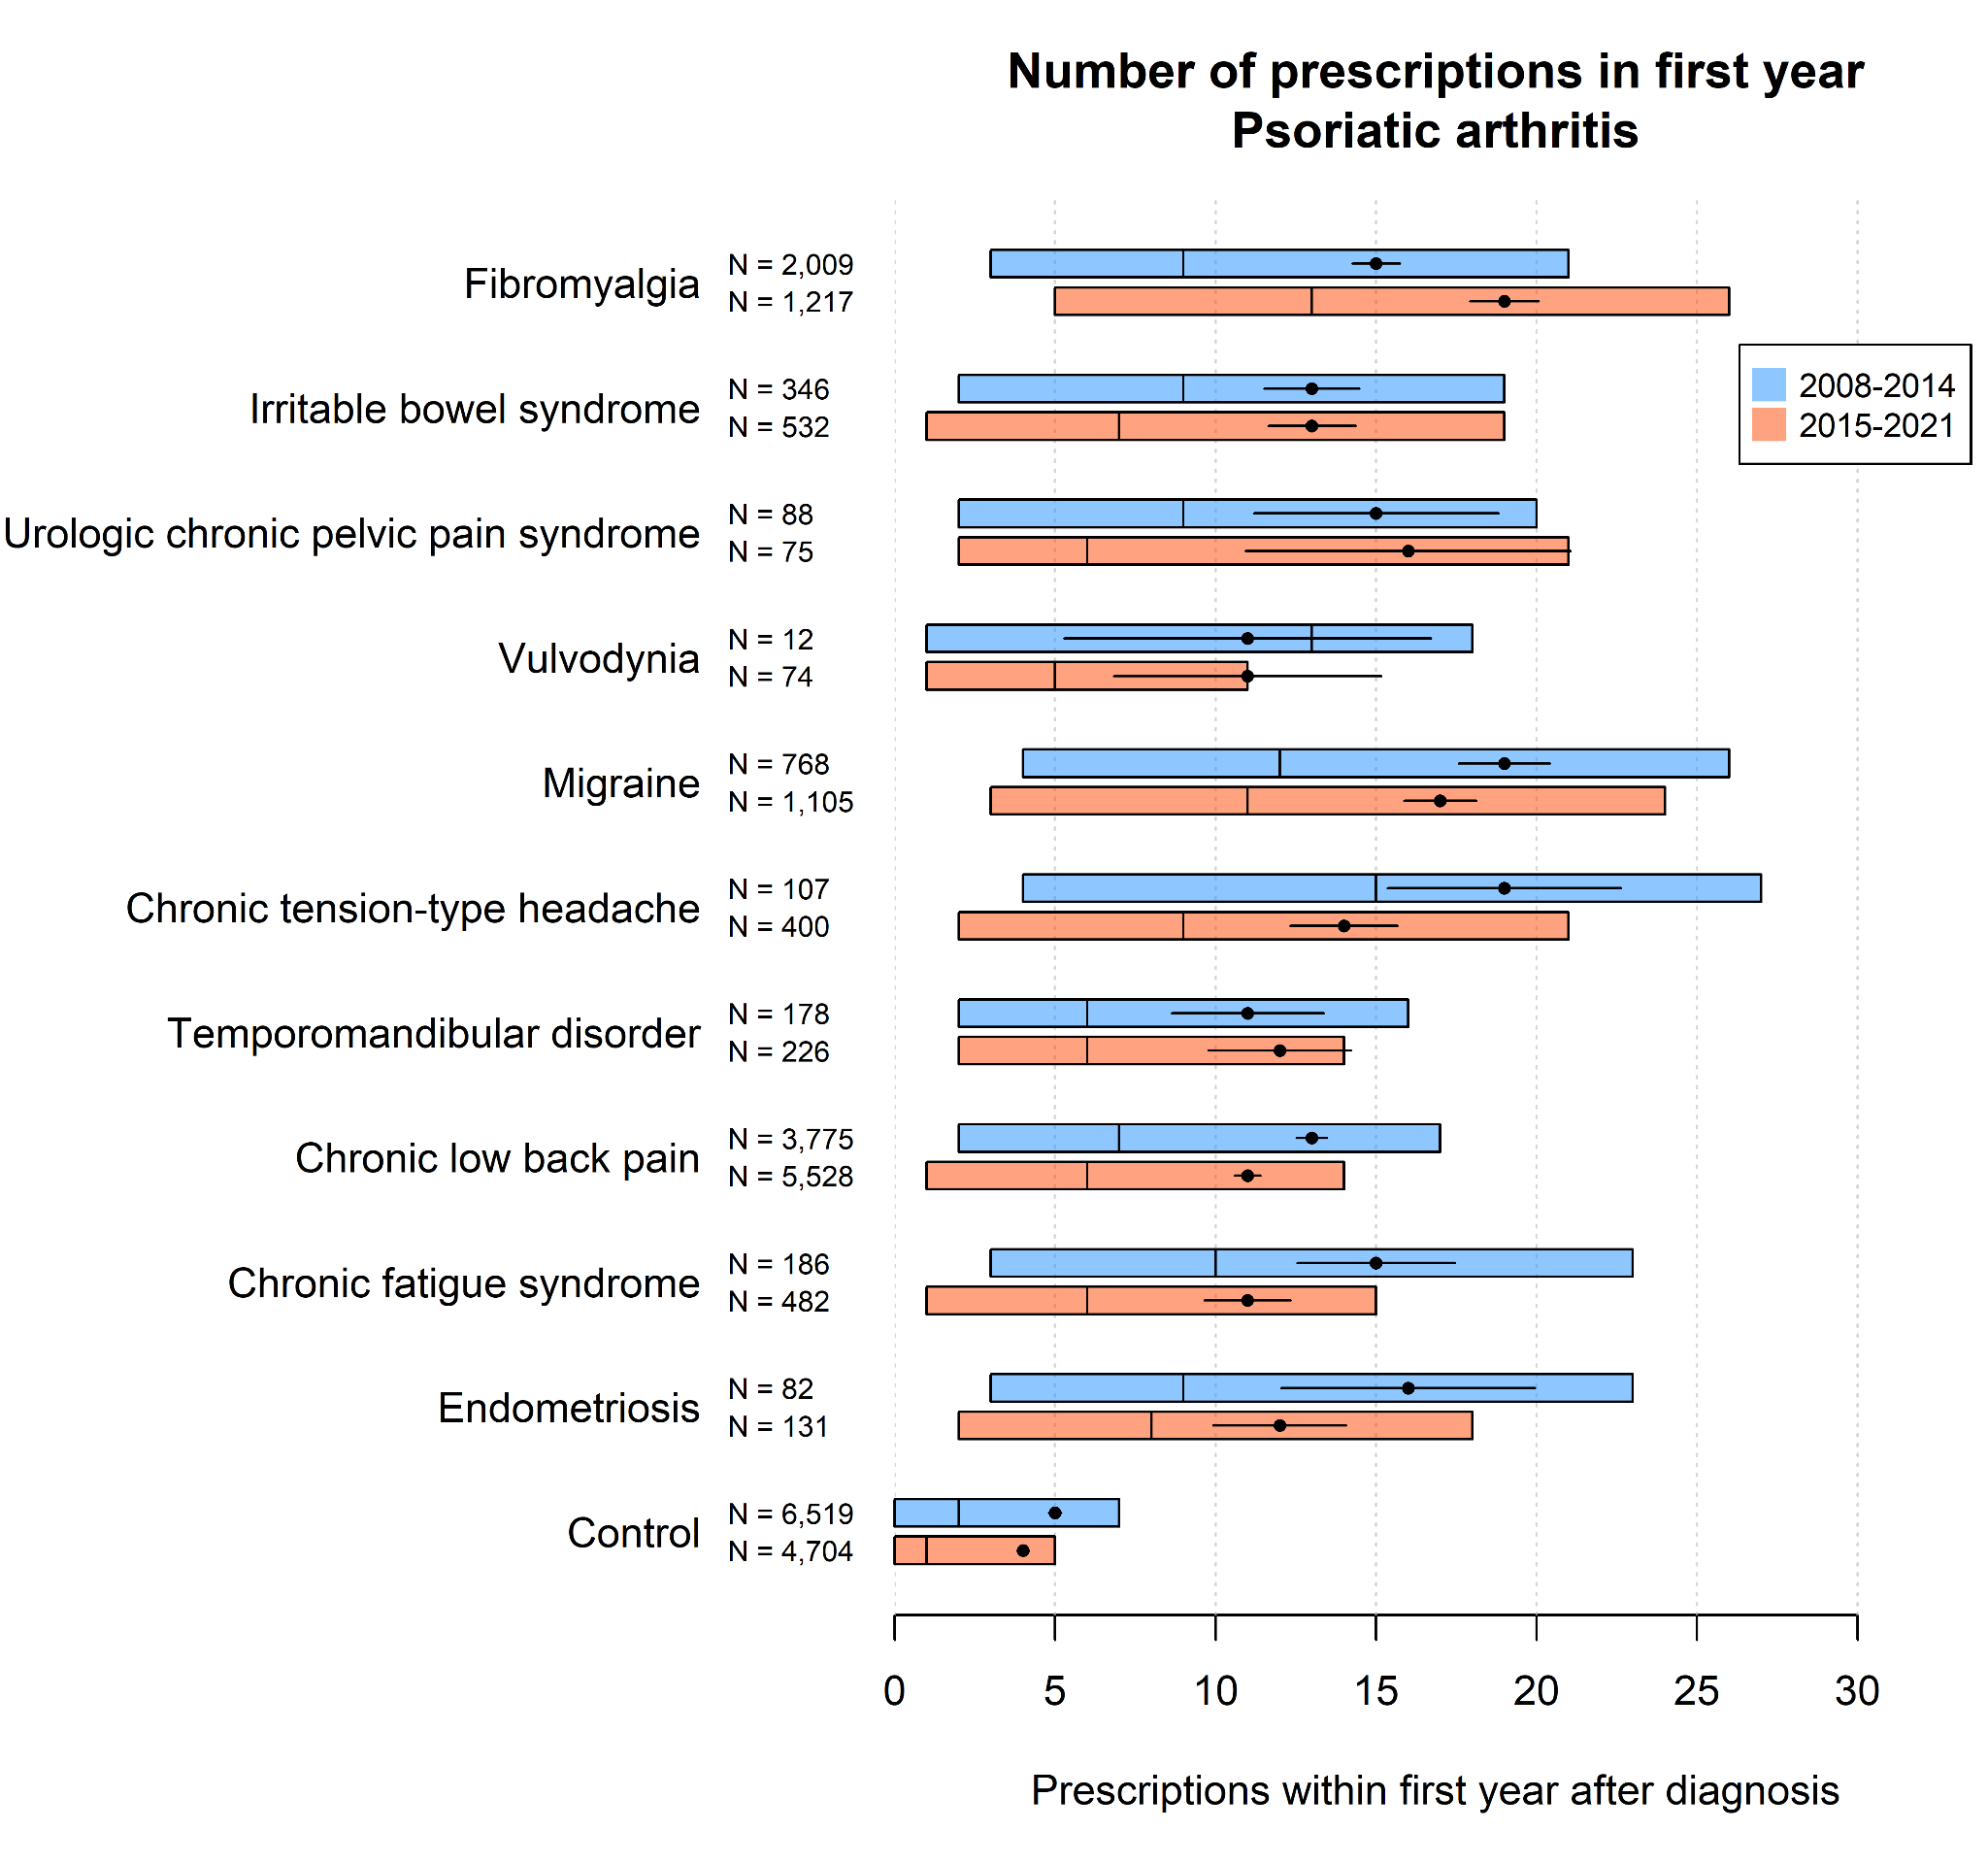 Number of prescriptions in first year
Psoriatic arthritis
Fibromyalgia
N = 2,009
N = 1,217
2008-2014
2015-2021
Irritable bowel syndrome
N = 346
N = 532
Urologic chronic pelvic pain syndrome
N = 88
N = 75
Vulvodynia
N = 12
N = 74
Migraine
N = 768
N = 1,105
Chronic tension-type headache
N = 107
N = 400
Temporomandibular disorder
N = 178
N = 226
Chronic low back pain
N = 3,775
N = 5,528
Chronic fatigue syndrome
N = 186
N = 482
Endometriosis
N = 82
N = 131
Control
N = 6,519
N = 4,704
0 5 10 15 20 25 30
Prescriptions within first year after diagnosis